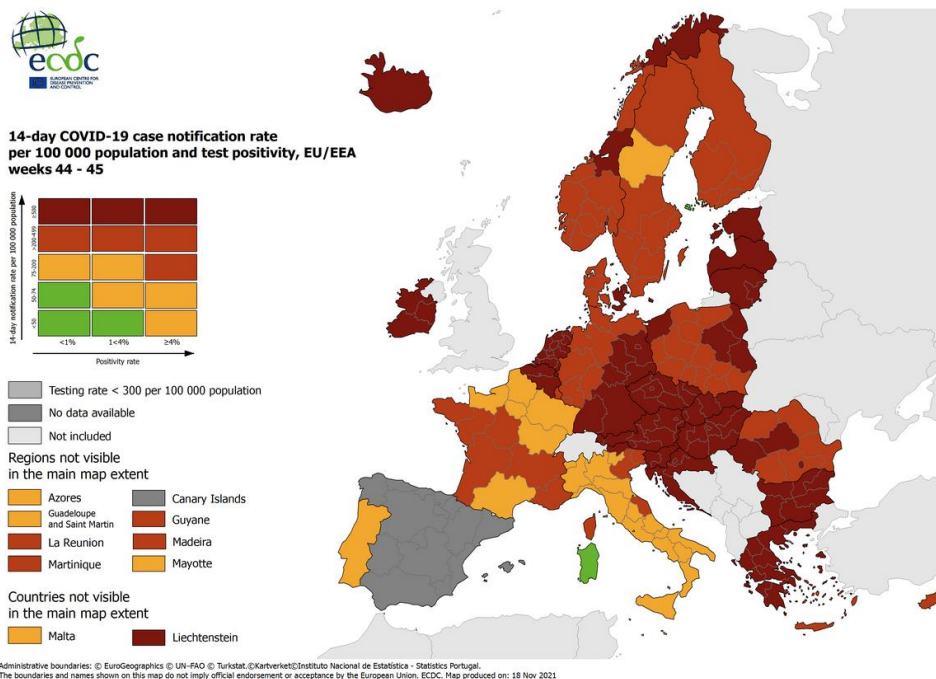 ecdc
EUROPEAN CENTRE FOR
DISEASE PREVENTION
AND CONTROL
14-day COVID-19 case notification rate
per 100 000 population and test positivity, EU/EEA
weeks 44 - 45
14-day notification rate per 100 000 population
≥500
>200-499
75-200
50-74
<50
<1%
1<4%
≥4%
Positivity rate
Testing rate < 300 per 100 000 population
No data available
Not included
Regions not visible
in the main map extent
Azores
Canary Islands
Guadeloupe
and Saint Martin
Guyane
La Reunion
Madeira
Martinique
Mayotte
Countries not visible
in the main map extent
Malta
Liechtenstein
Administrative boundaries: © EuroGeographics © UN-FAO © Turkstat.©Kartverket©Instituto Nacional de Estatística - Statistics Portugal.
The boundaries and names shown on this map do not imply official endorsement or acceptance by the European Union. ECDC. Map produced on: 18 Nov 2021